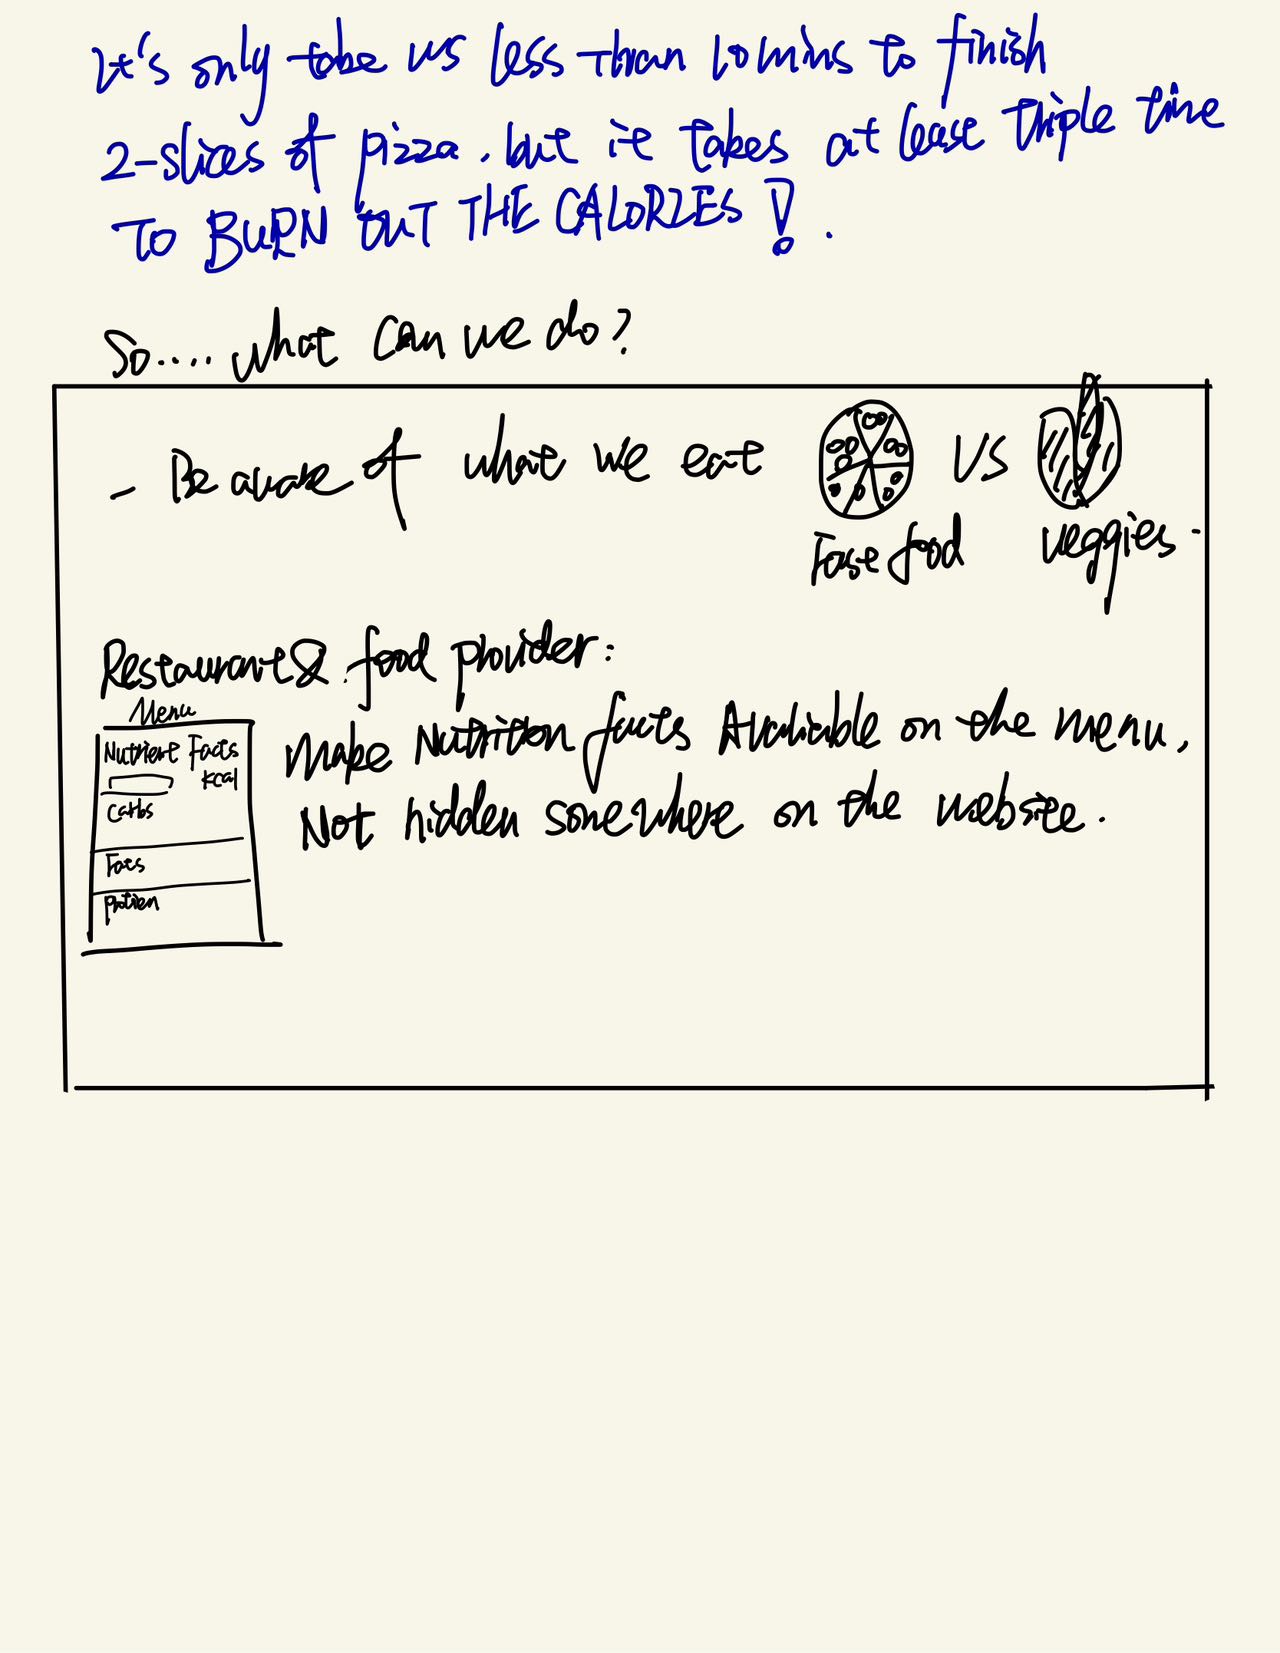 It's only take us less Than 10 mins to finish
2-slices of pizza, but it takes at least triple time
TO BURN OUT THE CALORIES!.
So.... what can we do?
- Be aware of what we eat
VS
Fast food
veggies.
Restaurant & food provider:
Menu
Nutrient Facts
kcal
Carbs
Fats
Protien
Make Nutrition facts Avaliable on the menu,
Not hidden somewhere on the website.